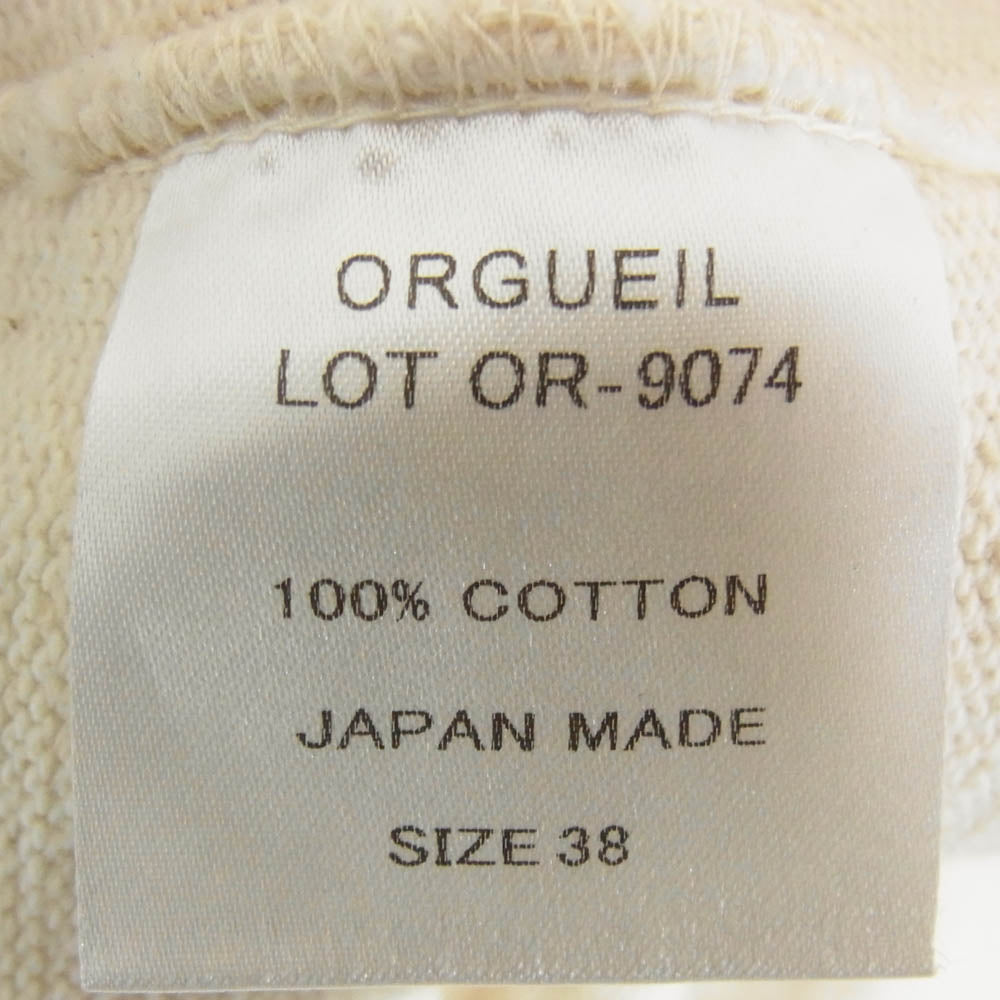 ORGUEIL
LOT OR-9074
100% COTTON
JAPAN MADE
SIZE 38